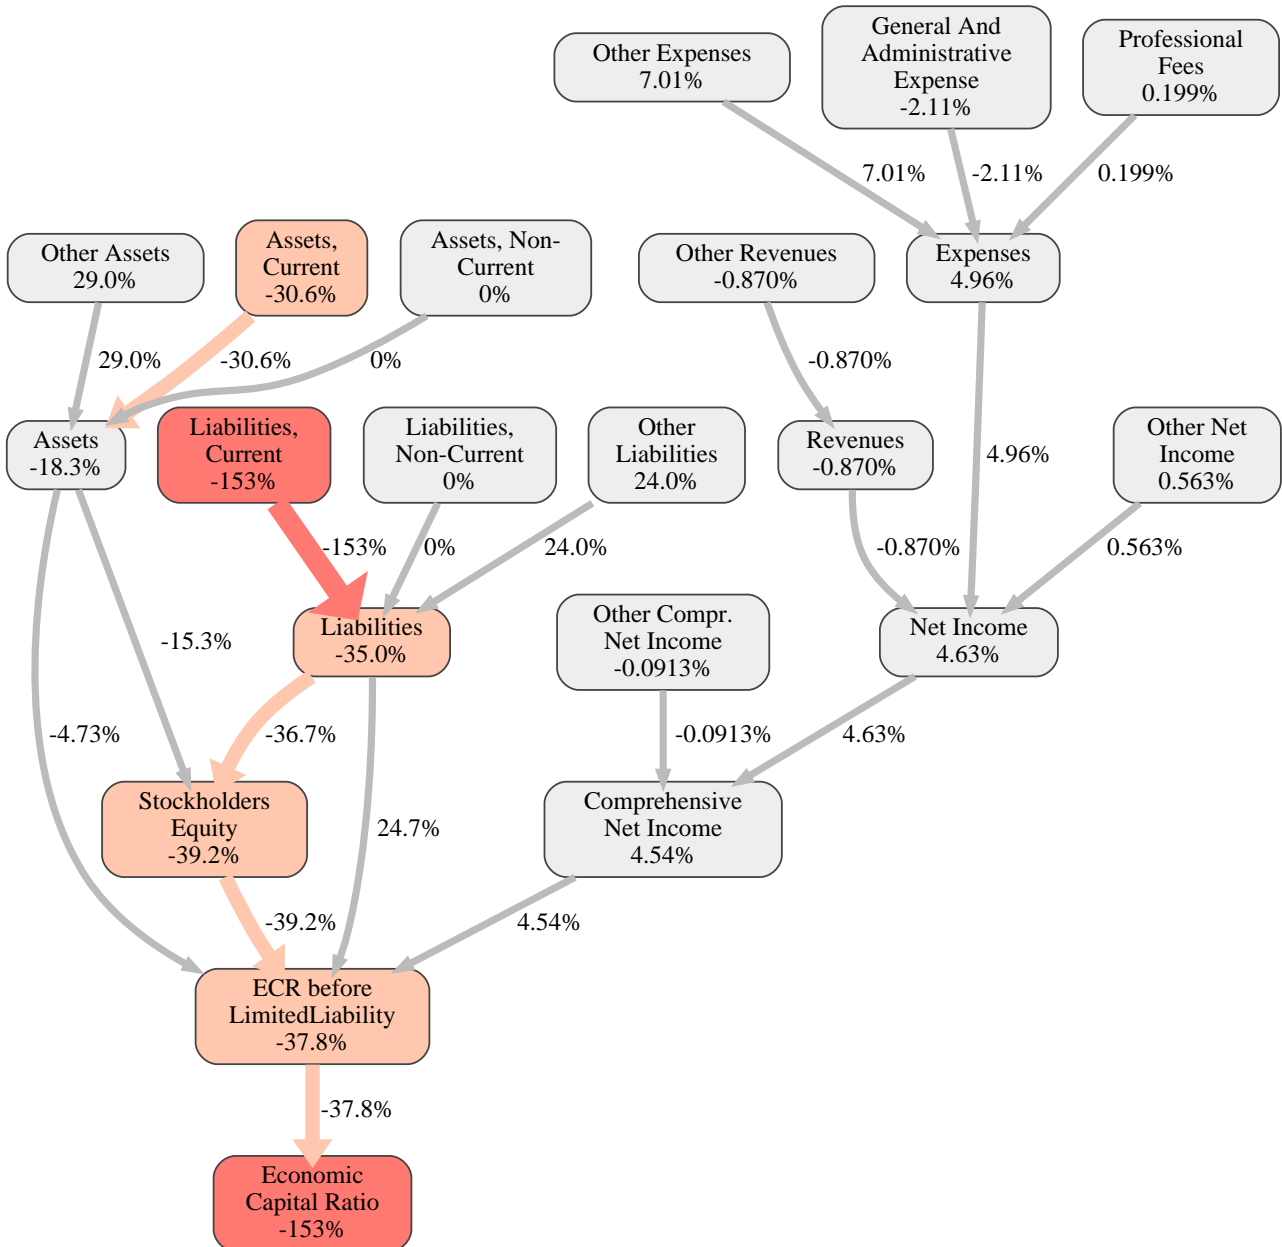 Other Expenses
7.01%
General And
Administrative
Expense
-2.11%
Professional
Fees
0.199%
7.01%
-2.11%
0.199%
Other Assets
29.0%
Assets,
Current
-30.6%
Assets, Non-
Current
0%
Other Revenues
-0.870%
Expenses
4.96%
29.0%
-30.6%
0%
-0.870%
Assets
-18.3%
Liabilities,
Current
-153%
Liabilities,
Non-Current
0%
Other
Liabilities
24.0%
Revenues
-0.870%
4.96%
Other Net
Income
0.563%
-153%
0%
24.0%
-0.870%
0.563%
-15.3%
Liabilities
-35.0%
Other Compr.
Net Income
-0.0913%
Net Income
4.63%
-4.73%
-36.7%
-0.0913%
4.63%
Stockholders
Equity
-39.2%
24.7%
Comprehensive
Net Income
4.54%
-39.2%
4.54%
ECR before
LimitedLiability
-37.8%
-37.8%
Economic
Capital Ratio
-153%